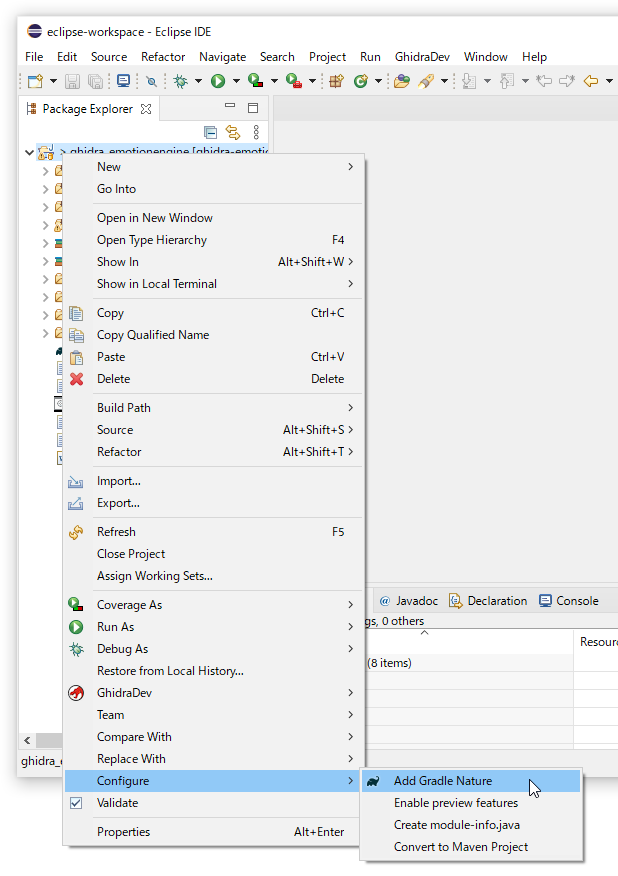 eclipse-workspace - Eclipse IDE
File Edit Source Refactor Navigate Search Project Run GhidraDev Window Help
Package Explorer
> ghidra_emotionengine [ghidra-emotio
New
Go Into
Open in New Window
Open Type Hierarchy F4
Show In Alt+Shift+W >
Show in Local Terminal
Copy Ctrl+C
Copy Qualified Name
Paste Ctrl+V
Delete Delete
Build Path
Source Alt+Shift+S >
Refactor Alt+Shift+T >
Import...
Export...
Refresh F5
Close Project
Assign Working Sets...
Coverage As
@ Javadoc Declaration Console
Run As
gs, 0 others
Debug As
Resourc
Restore from Local History...
(8 items)
GhidraDev
Team
Compare With
Replace With
ghidra_e
Configure
Add Gradle Nature
Validate
Enable preview features
Create module-info.java
Properties Alt+Enter
Convert to Maven Project